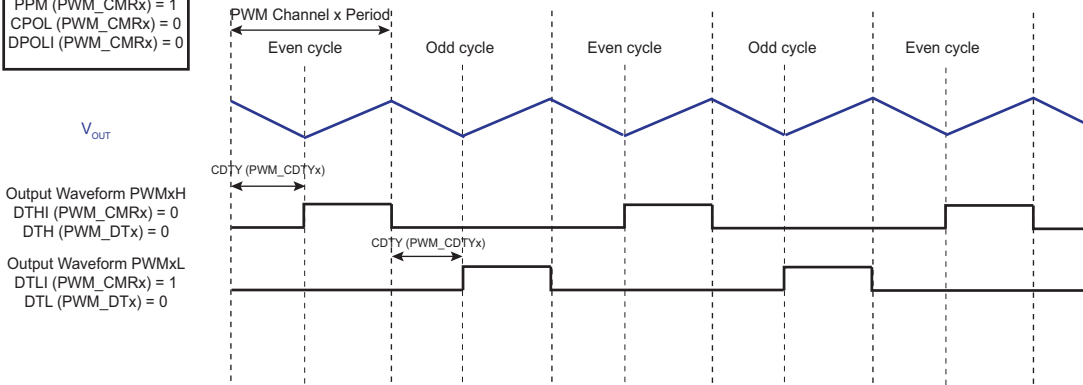 PPM (PWM_CMRx) = 1
CPOL (PWM_CMRx) = 0
DPOLI (PWM_CMRx) = 0
PWM Channel x Period
Even cycle
Odd cycle
Even cycle
Odd cycle
Even cycle
VOUT
CDTY (PWM_CDTYx)
Output Waveform PWMxH
DTHI (PWM_CMRx) = 0
DTH (PWM_DTx) = 0
CDTY (PWM_CDTYx)
Output Waveform PWMxL
DTLI (PWM_CMRx) = 1
DTL (PWM_DTx) = 0